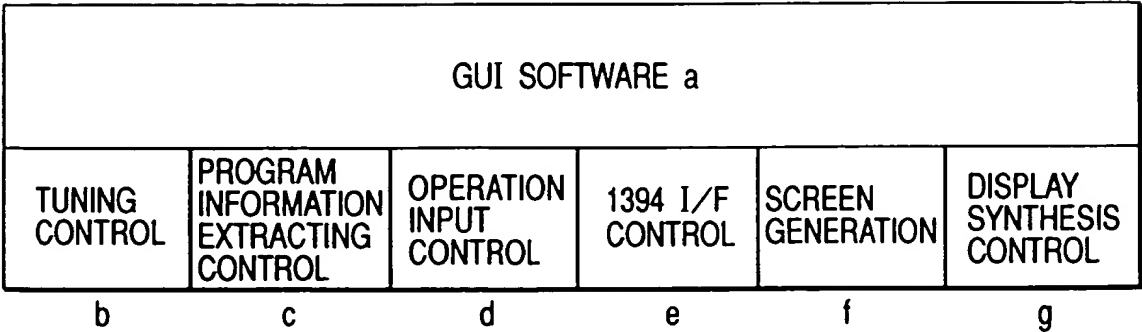 GUI SOFTWARE a
TUNING
CONTROL
PROGRAM
INFORMATION
EXTRACTING
CONTROL
OPERATION
INPUT
CONTROL
1394 I/F
CONTROL
SCREEN
GENERATION
DISPLAY
SYNTHESIS
CONTROL
b
c
d
e
f
g